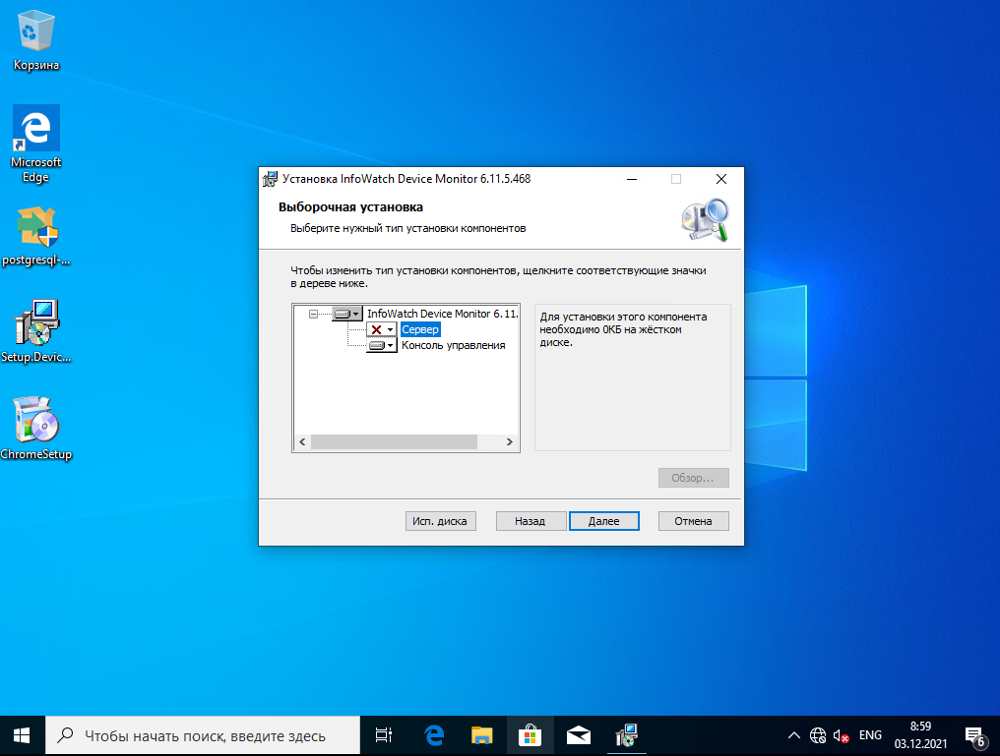 Корзина
Microsoft
Edge
postgresql-...
Setup.Devic...
ChromeSetup
Установка InfoWatch Device Monitor 6.11.5.468
Выборочная установка
Выберите нужный тип установки компонентов
Чтобы изменить тип установки компонентов, щелкните соответствующие значки
в дереве ниже.
InfoWatch Device Monitor 6.11.
Сервер
Консоль управления
Для установки этого компонента
необходимо 0КБ на жёстком
диске.
Обзор...
Исп. диска
Назад
Далее
Отмена
Чтобы начать поиск, введите здесь
ENG
8:59
03.12.2021
6